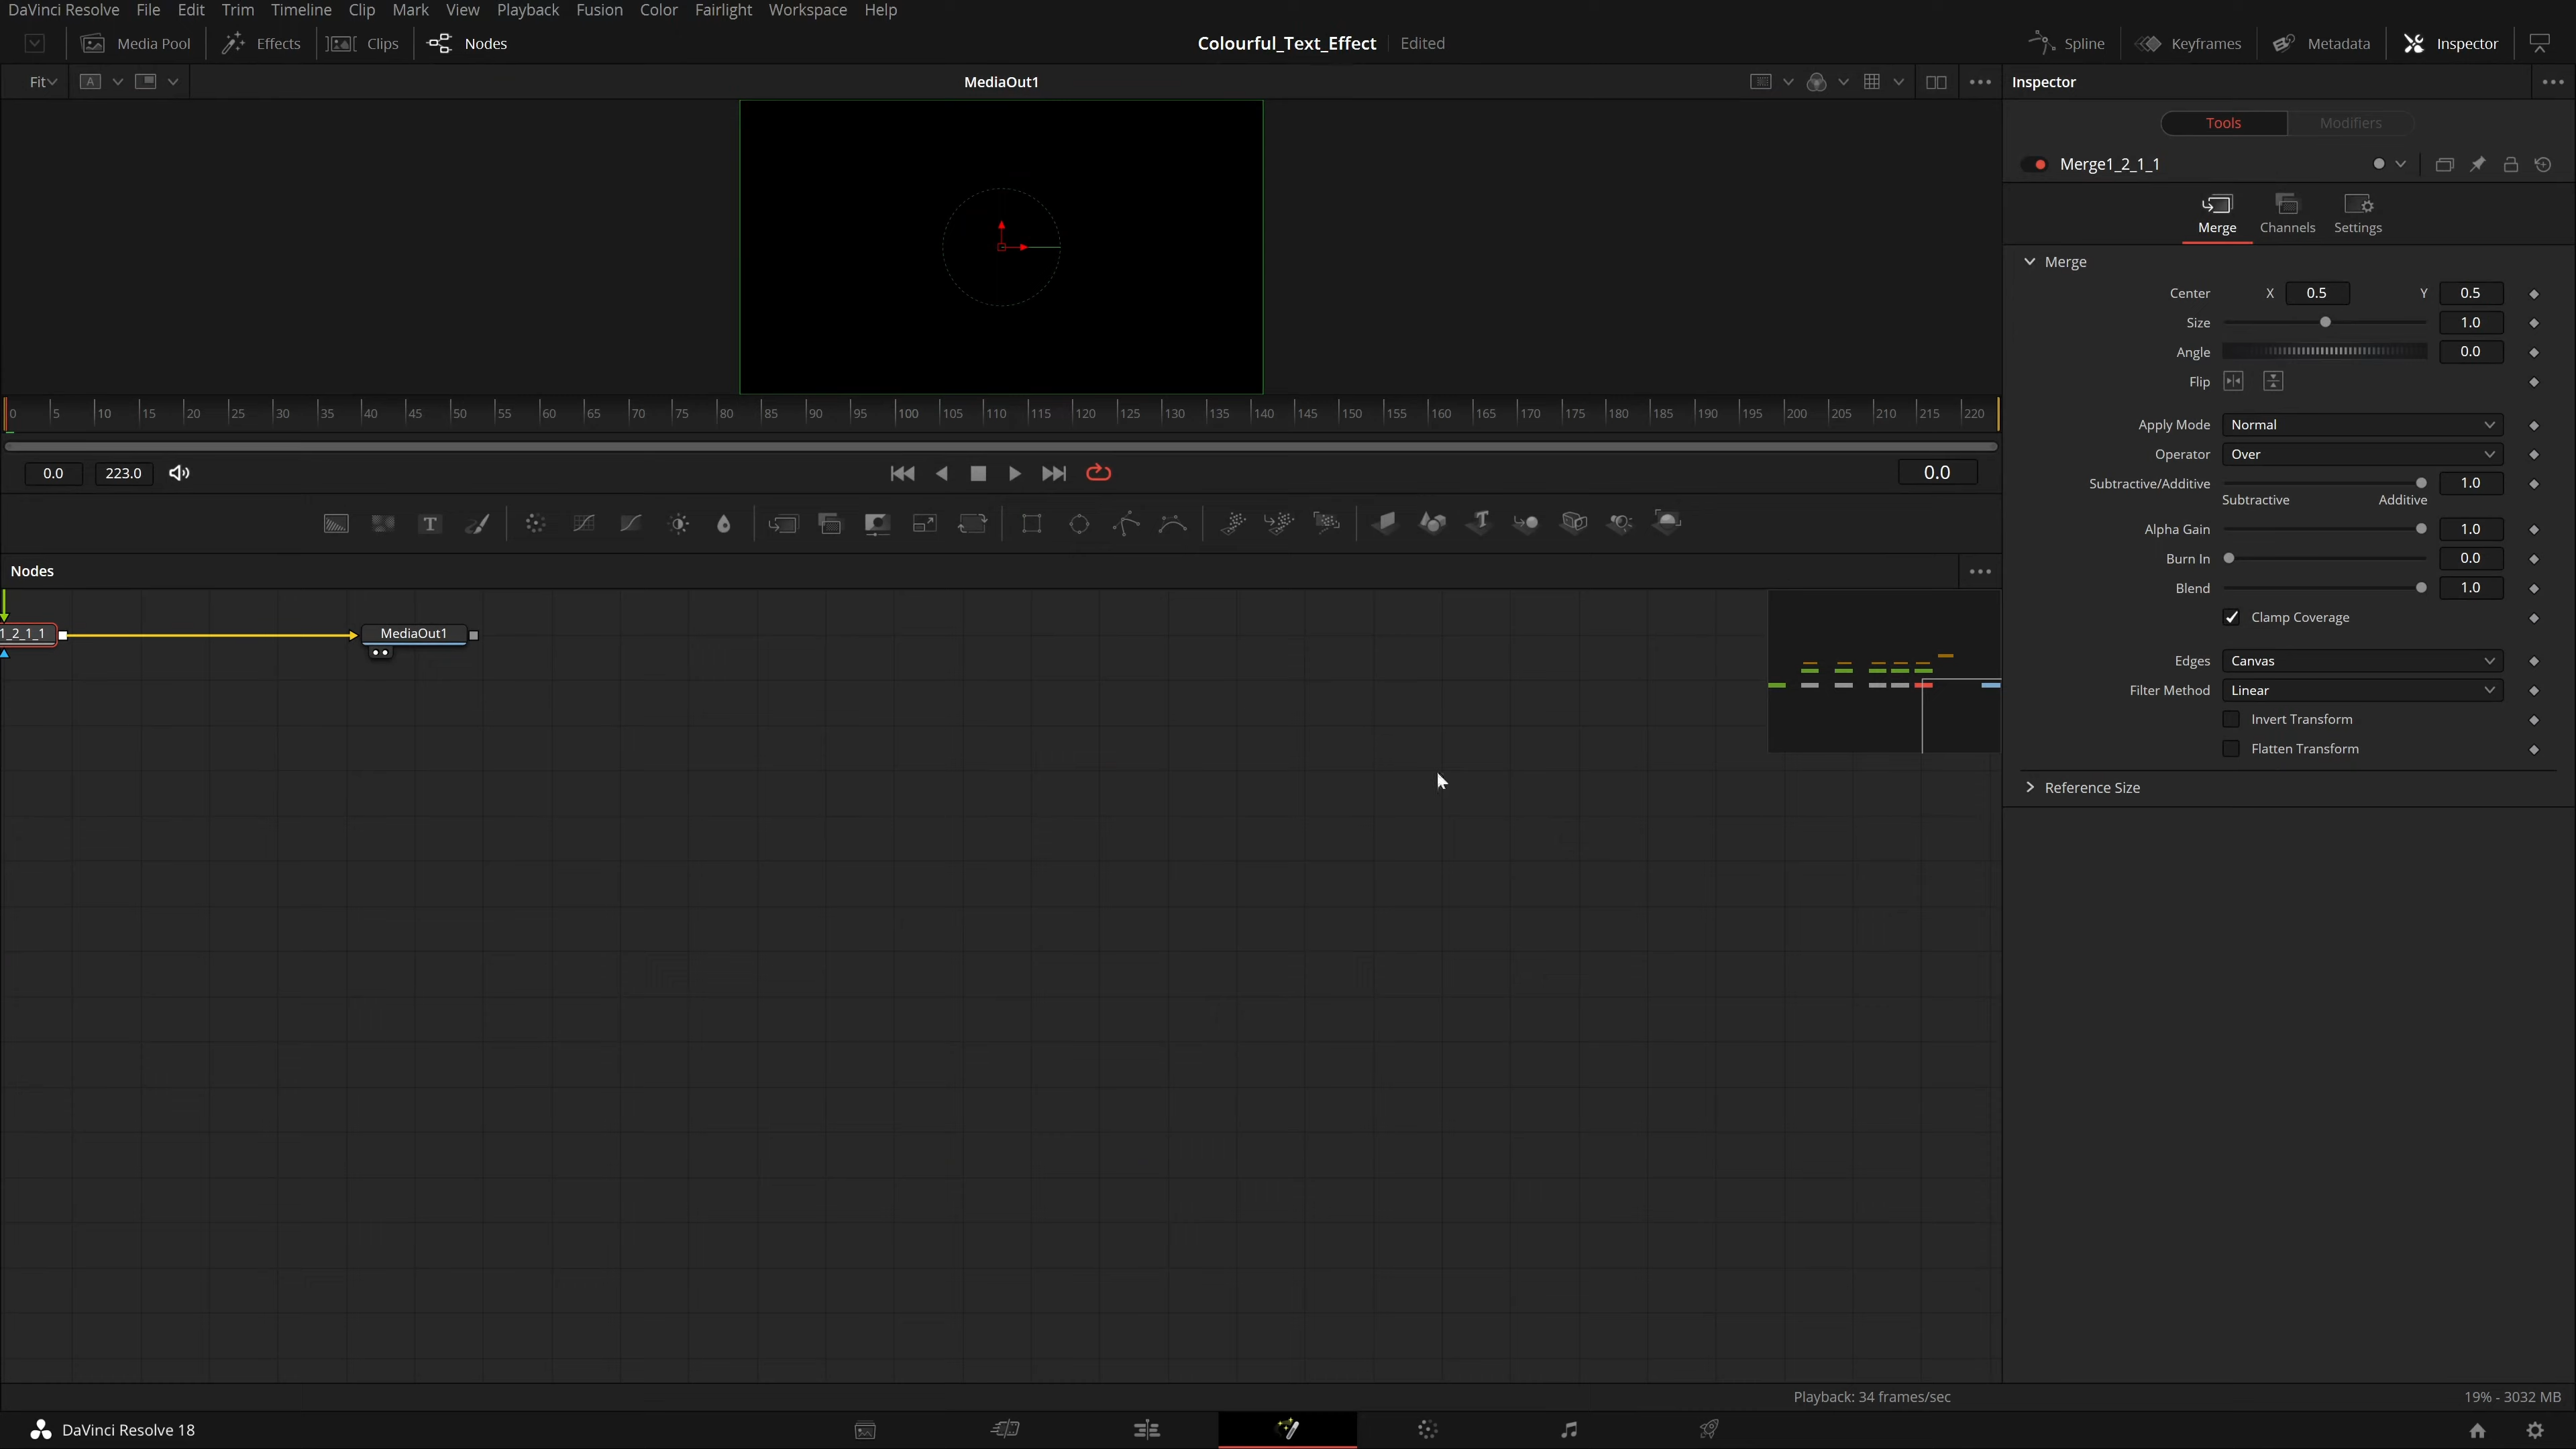 DaVinci Resolve File Edit Trim Timeline Clip Mark View Playback Fusion Color Fairlight Workspace Help
Media Pool Effects Clips Nodes Colourful_Text_Effect Edited Spline Keyframes Metadata Inspector
Fit A MediaOut1 Inspector
Tools Modifiers
Merge1_2_1_1
Merge Channels Settings
Merge
Center X 0.5 Y 0.5
Size 1.0
Angle 0.0
Flip
0 5 10 15 20 25 30 35 40 45 50 55 60 65 70 75 80 85 90 95 100 105 110 115 120 125 130 135 140 145 150 155 160 165 170 175 180 185 190 195 200 205 210 215 220
Apply Mode Normal
Operator Over
0.0 223.0 0.0
Subtractive/Additive 1.0
Subtractive Additive
Alpha Gain 1.0
Burn In 0.0
Nodes
Blend 1.0
Clamp Coverage
1_2_1_1 MediaOut1
Edges Canvas
Filter Method Linear
Invert Transform
Flatten Transform
Reference Size
Playback: 34 frames/sec 19% - 3032 MB
DaVinci Resolve 18